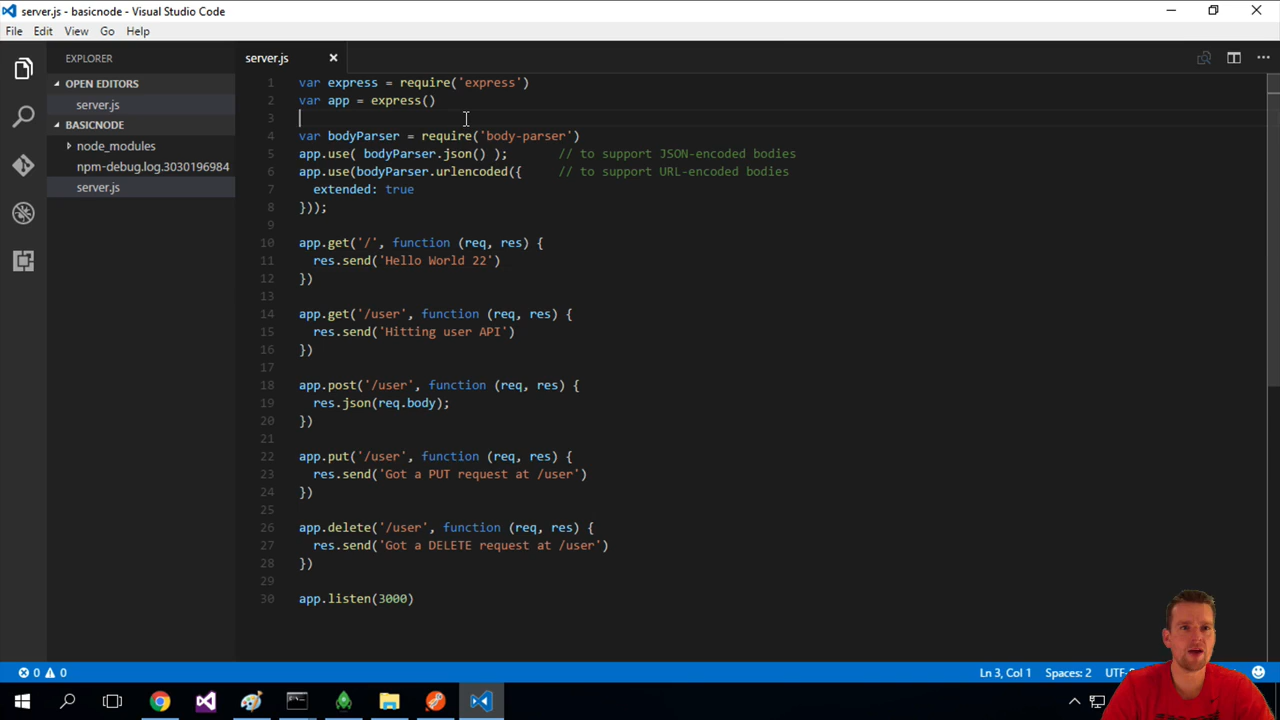 server.js - basicnode - Visual Studio Code
File Edit View Go Help
EXPLORER
OPEN EDITORS
server.js
BASICNODE
node_modules
npm-debug.log.3030196984
server.js
server.js
1 var express = require('express')
2 var app = express()
3
4 var bodyParser = require('body-parser')
5 app.use( bodyParser.json() ); // to support JSON-encoded bodies
6 app.use(bodyParser.urlencoded({ // to support URL-encoded bodies
7 extended: true
8 }));
9
10 app.get('/', function (req, res) {
11 res.send('Hello World 22')
12 })
13
14 app.get('/user', function (req, res) {
15 res.send('Hitting user API')
16 })
17
18 app.post('/user', function (req, res) {
19 res.json(req.body);
20 })
21
22 app.put('/user', function (req, res) {
23 res.send('Got a PUT request at /user')
24 })
25
26 app.delete('/user', function (req, res) {
27 res.send('Got a DELETE request at /user')
28 })
29
30 app.listen(3000)
0 0 Ln 3, Col 1 Spaces: 2 UTF-